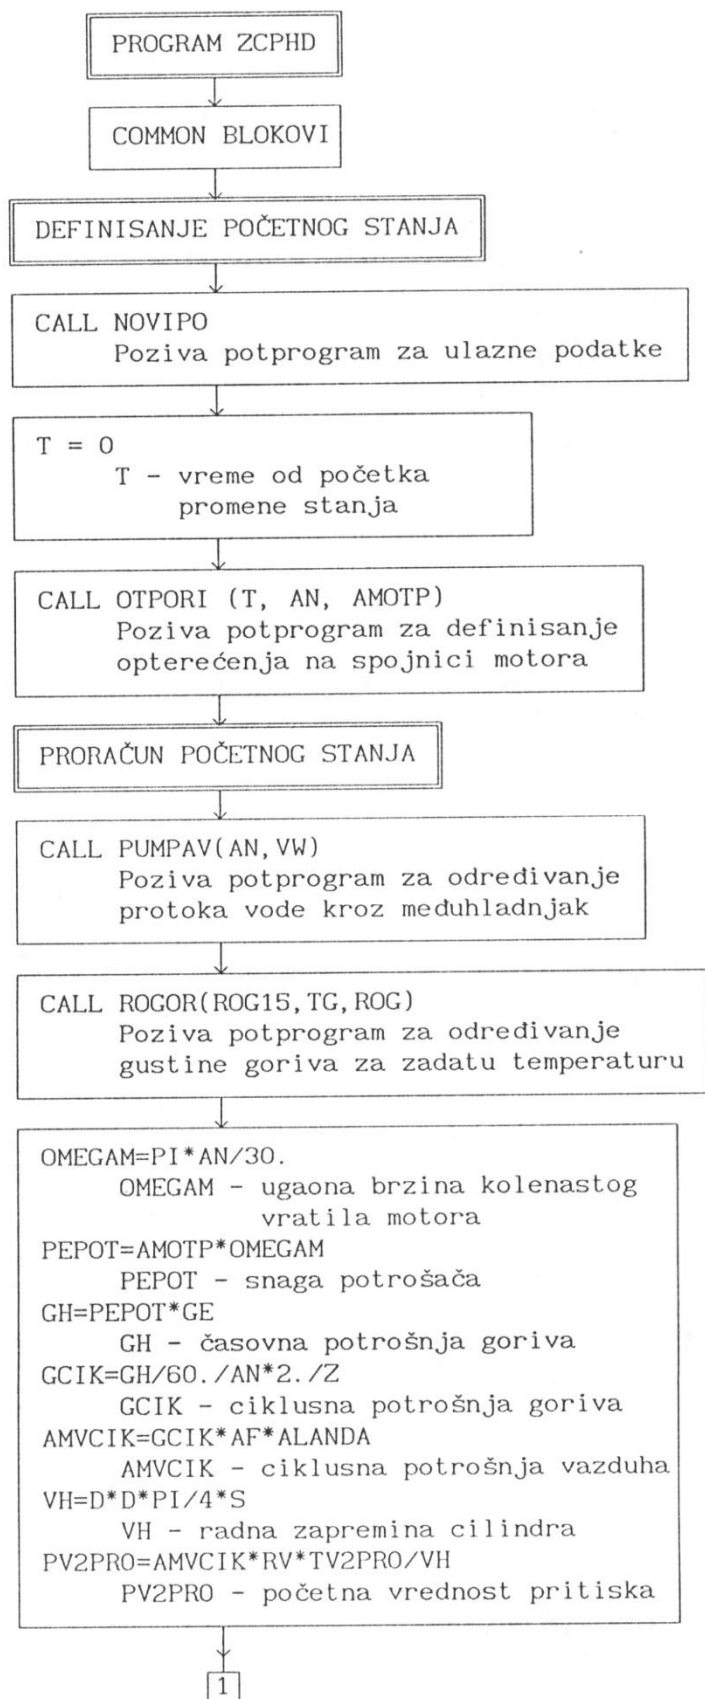 PROGRAM ZCPHD
COMMON BLOKOVI
DEFINISANJE POČETNOG STANJA
CALL NOVIPO
Poziva potprogram za ulazne podatke
T = 0
T - vreme od početka
promene stanja
CALL OTPORI (T, AN, AMOTP)
Poziva potprogram za definisanje
opterećenja na spojnici motora
PRORAČUN POČETNOG STANJA
CALL PUMPAV(AN,VW)
Poziva potprogram za određivanje
protoka vode kroz međuhladnjak
CALL ROGOR(ROG15,TG,ROG)
Poziva potprogram za određivanje
gustine goriva za zadatu temperaturu
OMEGAM=PI*AN/30.
OMEGAM - ugaona brzina kolenastog
vratila motora
PEPOT=AMOTP*OMEGAM
PEPOT - snaga potrošača
GH=PEPOT*GE
GH - časovna potrošnja goriva
GCIK=GH/60./AN*2./Z
GCIK - ciklusna potrošnja goriva
AMVCIK=GCIK*AF*ALANDA
AMVCIK - ciklusna potrošnja vazduha
VH=D*D*PI/4*S
VH - radna zapremina cilindra
PV2PRO=AMVCIK*RV*TV2PRO/VH
PV2PRO - početna vrednost pritiska
1